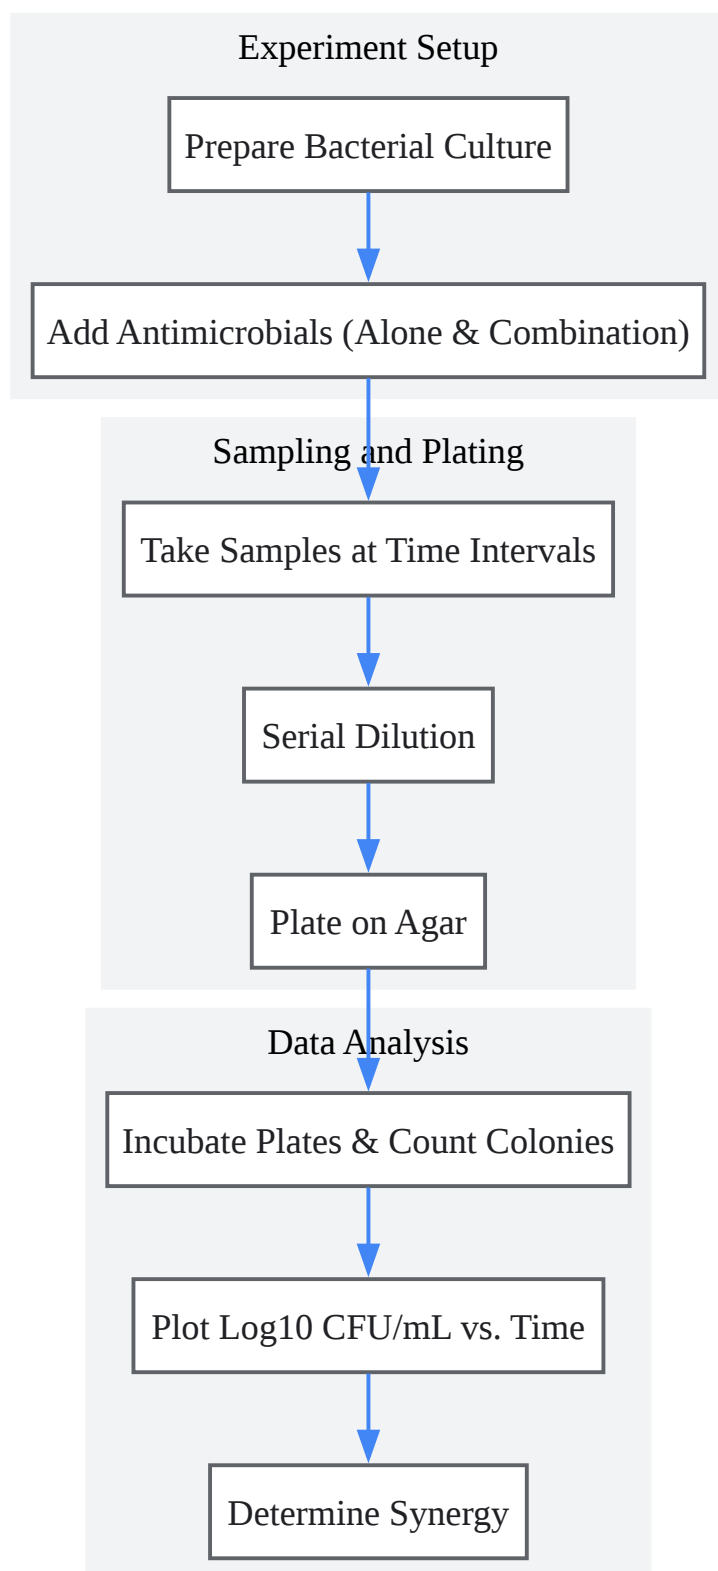 Experiment Setup
Prepare Bacterial Culture
Add Antimicrobials (Alone & Combination)
Sampling and Plating
Take Samples at Time Intervals
Serial Dilution
Plate on Agar
Data Analysis
Incubate Plates & Count Colonies
Plot Log10 CFU/mL vs. Time
Determine Synergy